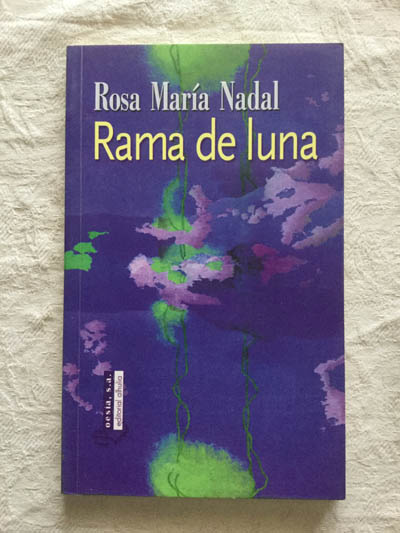 Rosa María Nadal
Rama de luna
Poesía, s.a.
editorial alhulia